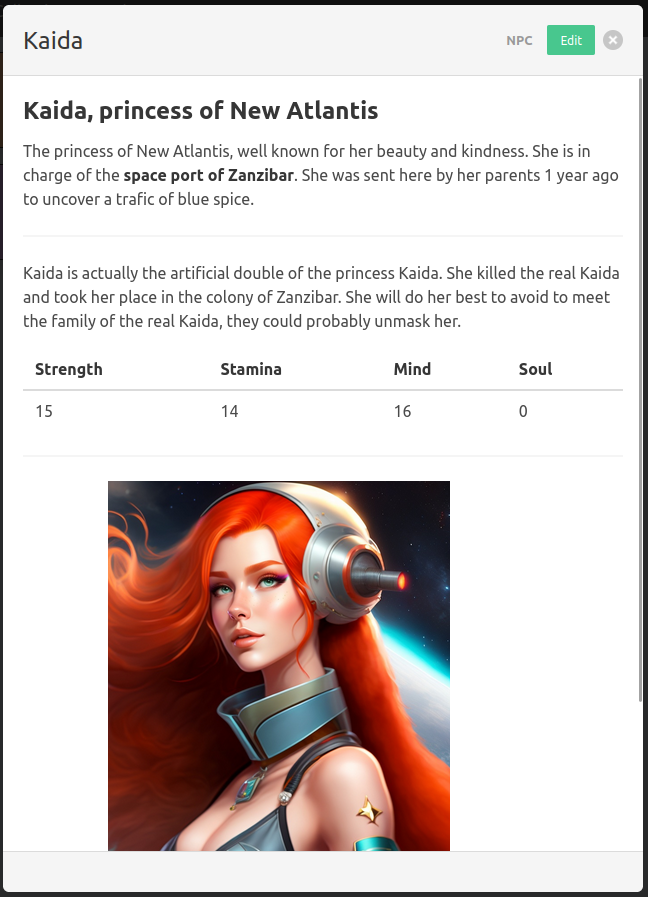 Kaida
NPC
Edit
Kaida, princess of New Atlantis
The princess of New Atlantis, well known for her beauty and kindness. She is in
charge of the space port of Zanzibar. She was sent here by her parents 1 year ago
to uncover a trafic of blue spice.
Kaida is actually the artificial double of the princess Kaida. She killed the real Kaida
and took her place in the colony of Zanzibar. She will do her best to avoid to meet
the family of the real Kaida, they could probably unmask her.
Strength Stamina Mind Soul
15 14 16 0